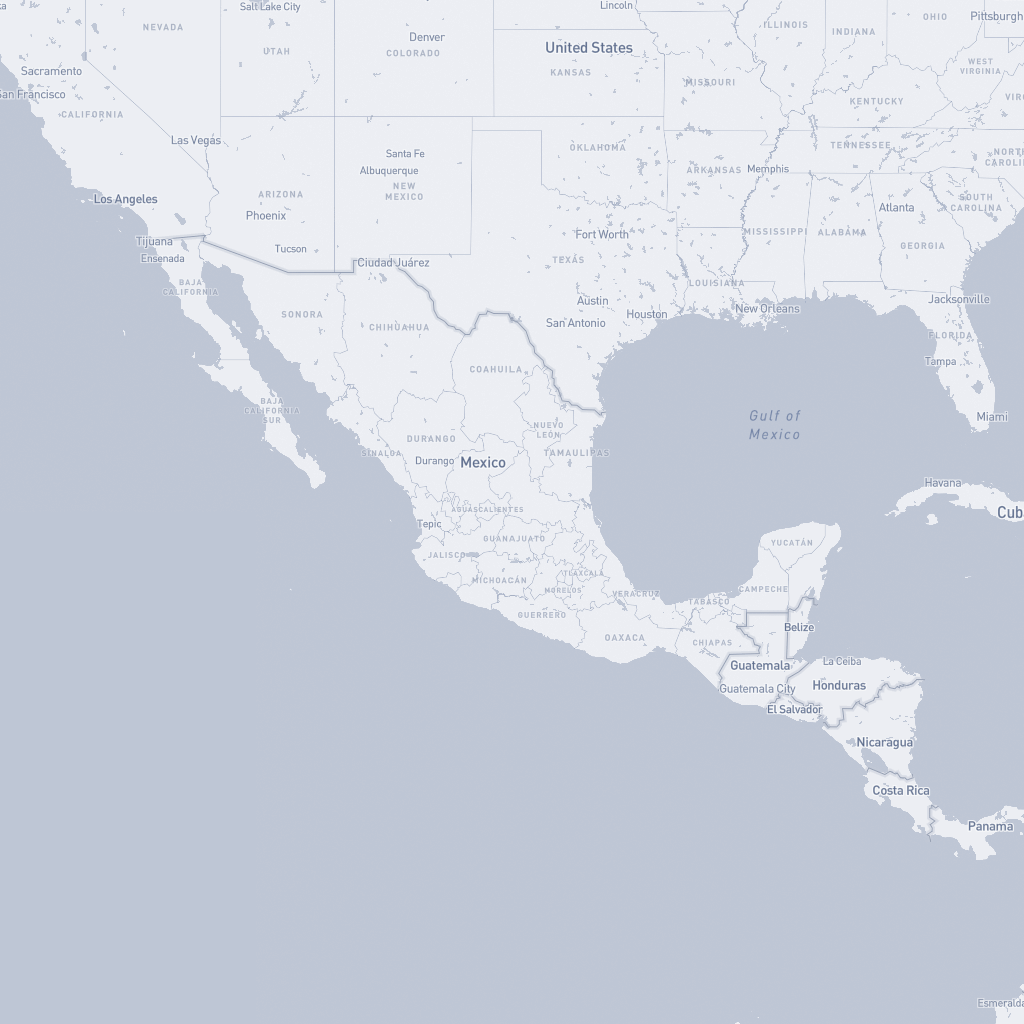 Salt Lake City
Lincoln
ILLINOIS
OHIO
Pittsburgh
NEVADA
INDIANA
Denver
UTAH
COLORADO
United States
KANSAS
WEST
VIRGINIA
Sacramento
San Francisco
MISSOURI
KENTUCKY
CALIFORNIA
Las Vegas
Santa Fe
OKLAHOMA
TENNESSEE
NORTH
Albuquerque
ARKANSAS
Memphis
NEW
MEXICO
ARIZONA
Los Angeles
Phoenix
SOUTH
CAROLINA
Atlanta
Tijuana
Tucson
Fort Worth
MISSISSIPPI
ALABAMA
GEORGIA
Ensenada
Ciudad Juárez
TEXAS
BAJA
CALIFORNIA
LOUISIANA
Austin
Jacksonville
SONORA
CHIHUAHUA
San Antonio
Houston
New Orleans
FLORIDA
COAHUILA
Tampa
BAJA
CALIFORNIA
SUR
Gulf of
Mexico
Miami
NUEVO
LEÓN
DURANGO
SINALOA
Durango
Mexico
TAMAULIPAS
Havana
AGUASCALIENTES
Cuba
Tepic
GUANAJUATO
YUCATÁN
JALISCO
TLAXCALA
MICHOACÁN
MORELOS
VERACRUZ
TABASCO
CAMPECHE
GUERRERO
Belize
OAXACA
CHIAPAS
Guatemala
La Ceiba
Guatemala City
Honduras
El Salvador
Nicaragua
Costa Rica
Panama
Esmeralda